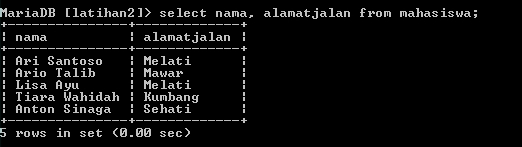 MariaDB [latihan2]> select nama, alamatjalan from mahasiswa;
+---------------+-------------+
| nama          | alamatjalan |
+---------------+-------------+
| Ari Santoso   | Melati      |
| Ario Talib    | Mawar       |
| Lisa Ayu      | Melati      |
| Tiara Wahidah | Kumbang     |
| Anton Sinaga  | Sehati      |
+---------------+-------------+
5 rows in set (0.00 sec)